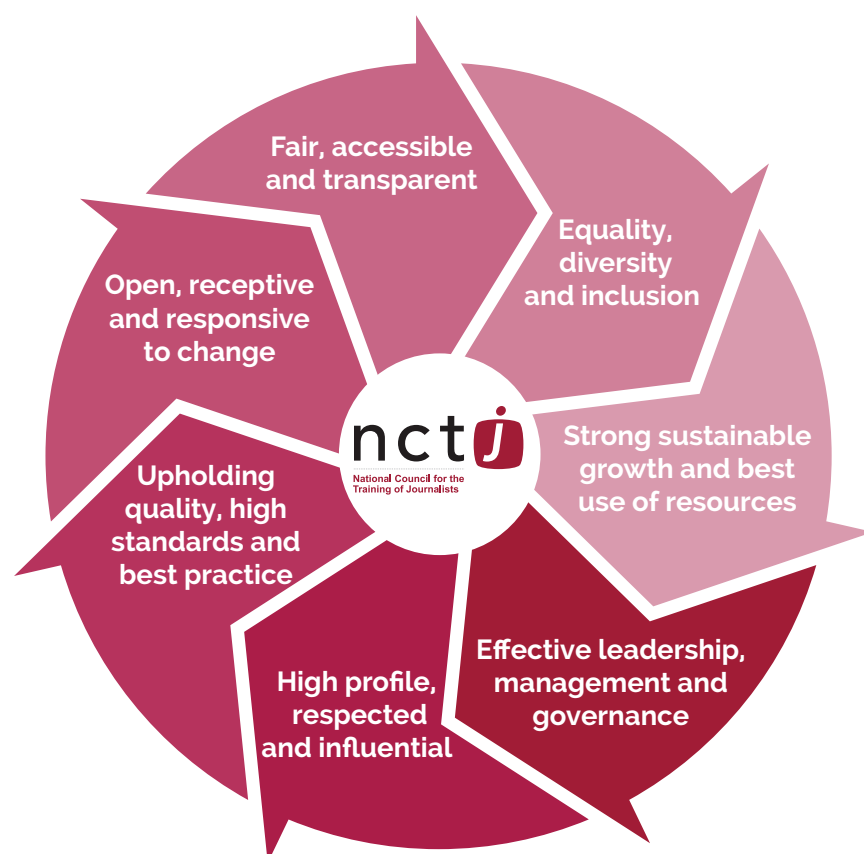 Fair, accessible
and transparent
Equality,
diversity
and inclusion
Strong sustainable
growth and best
use of resources
Effective leadership,
management and
governance
High profile,
respected
and influential
Upholding
quality, high
standards and
best practice
Open, receptive
and responsive
to change
nctj
National Council for the
Training of Journalists